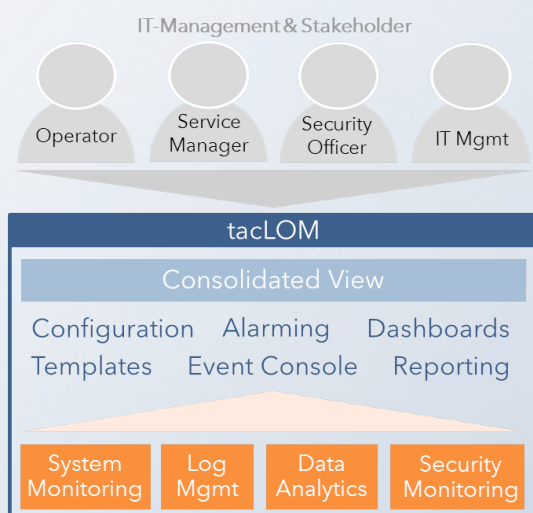 IT-Management & Stakeholder
Operator
Service
Manager
Security
Officer
IT Mgmt
tacLOM
Consolidated View
Configuration Alarming Dashboards
Templates Event Console Reporting
System
Monitoring
Log
Mgmt
Data
Analytics
Security
Monitoring